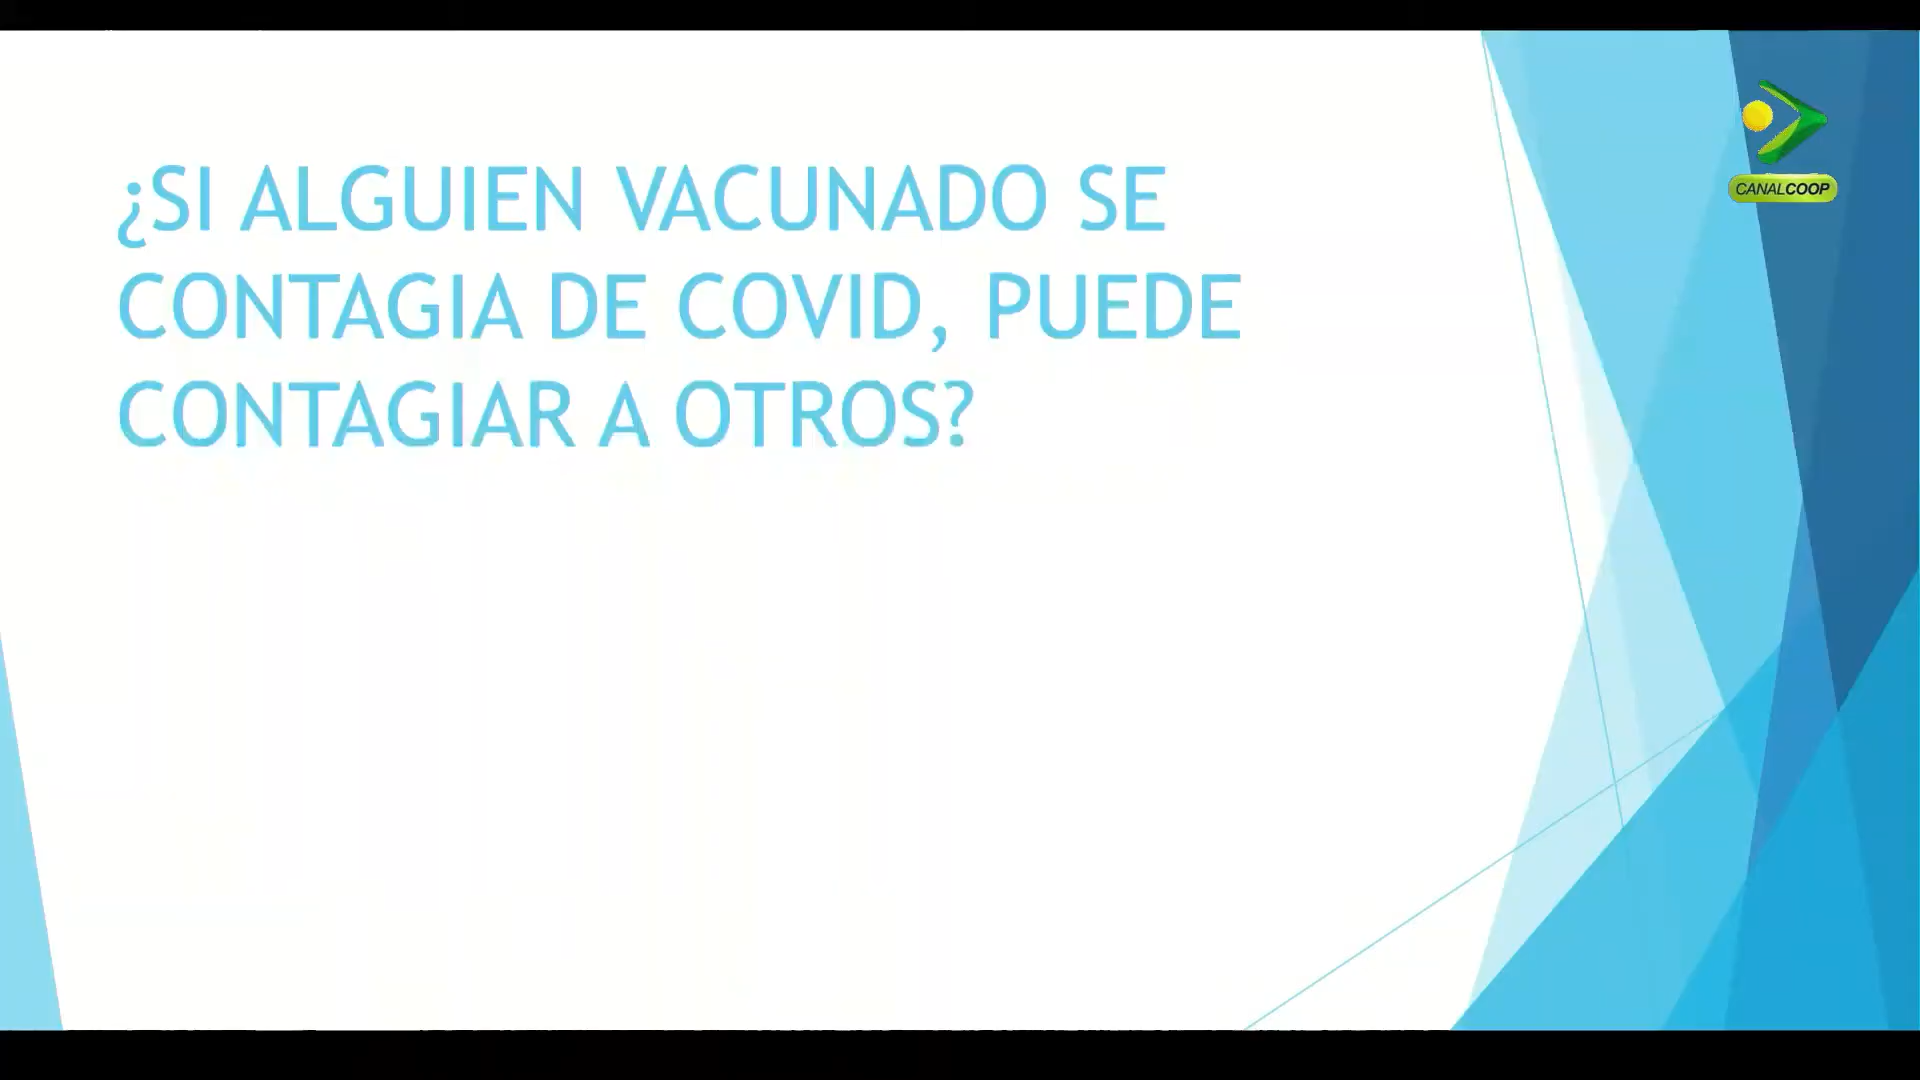 ¿SI ALGUIEN VACUNADO SE
CONTAGIA DE COVID, PUEDE
CONTAGIAR A OTROS?
CANALCOOP